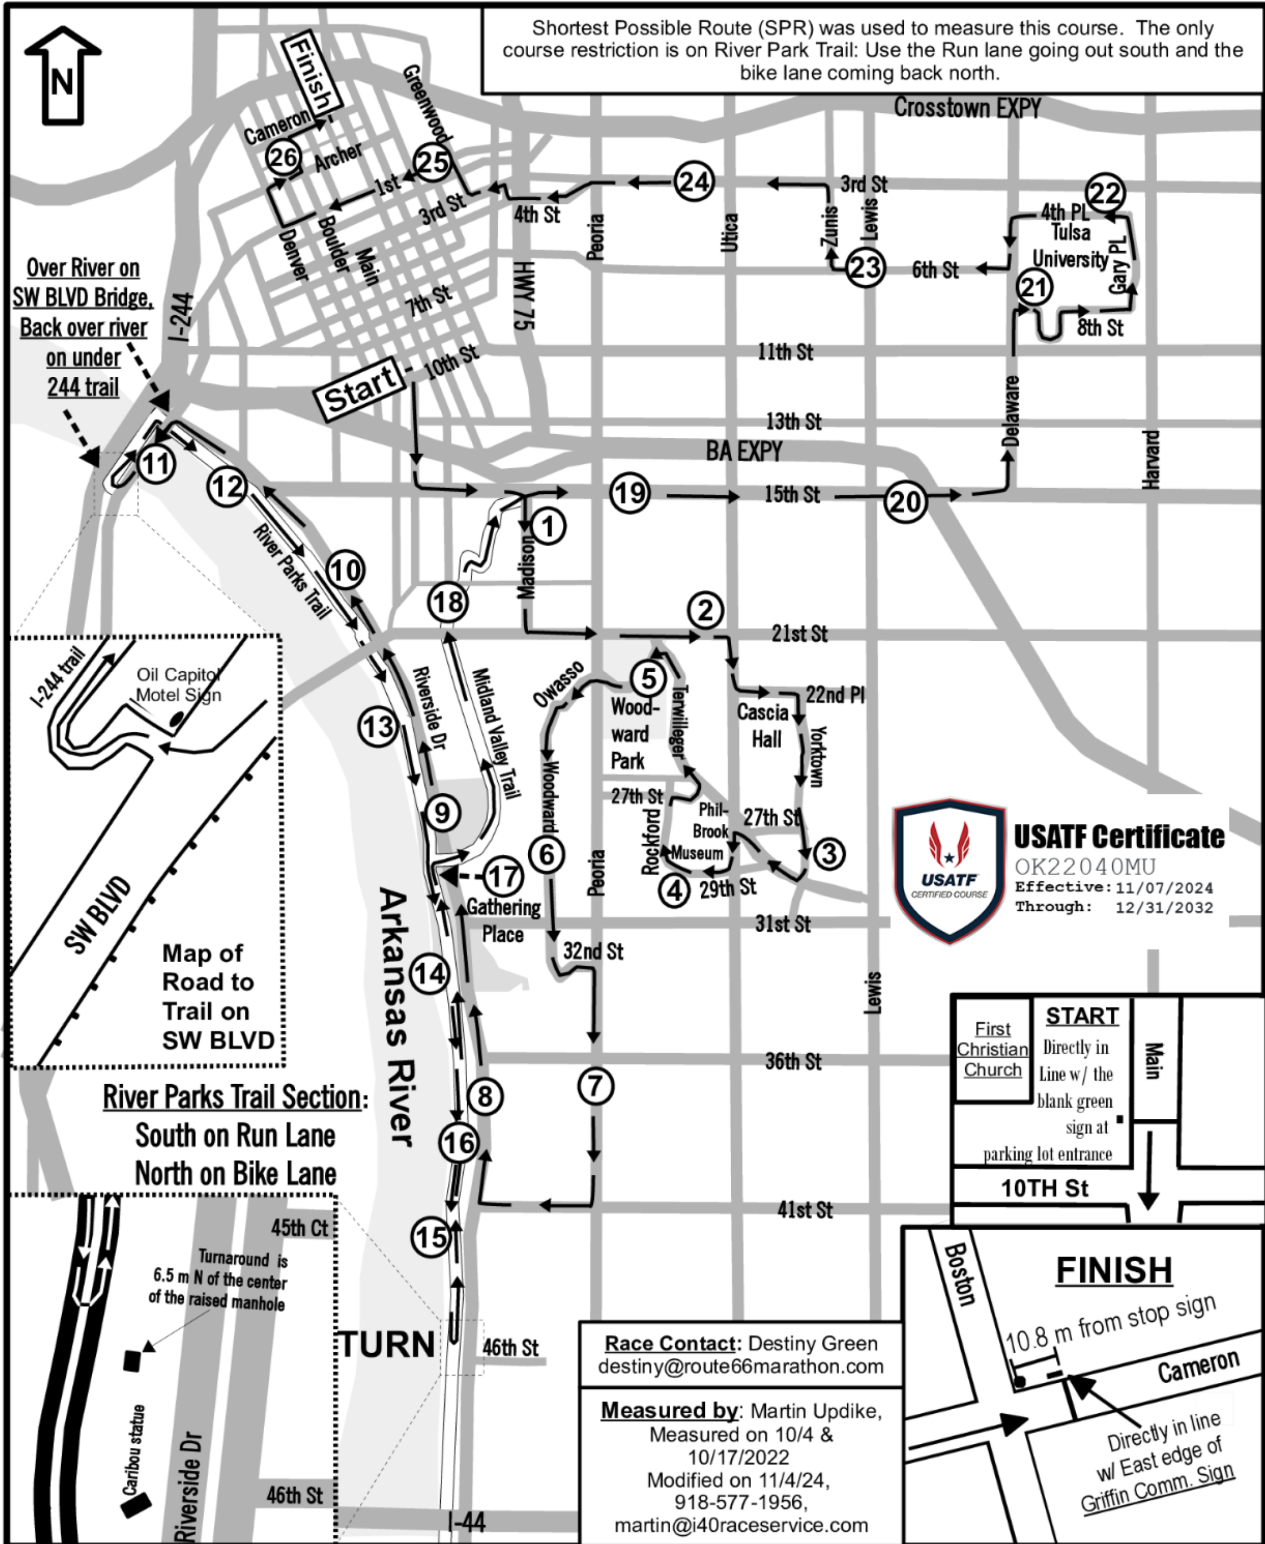 Shortest Possible Route (SPR) was used to measure this course. The only
course restriction is on River Park Trail: Use the Run lane going out south and the
bike lane coming back north.
N
Finish
Greenwood
Crosstown EXPY
Cameron
26
Archer
25
1st
3rd St
24
3rd St
4th St
22
4th PL
Tulsa
University
Gary PL
Boulder
Main
Denver
Peoria
Utica
Zunis
Lewis
23
6th St
21
8th St
Over River on
SW BLVD Bridge,
Back over river
on under
244 trail
I-244
7th St
HWY 75
10th St
11th St
Start
13th St
Delaware
Harvard
BA EXPY
11
12
19
15th St
20
1
River Parks Trail
10
Madison
18
2
21st St
I-244 trail
Oil Capitol
Motel Sign
13
Riverside Dr
Midland Valley Trail
Owasso
5
Wood-
ward
Park
Terwilleger
22nd Pl
Cascia
Hall
Yorktown
Woodward
27th St
Rockford
Phil-
Brook
Museum
27th St
9
6
3
4
29th St
Peoria
17
Gathering
Place
31st St
32nd St
SW BLVD
Map of
Road to
Trail on
SW BLVD
Arkansas River
14
Lewis
USATF
CERTIFIED COURSE
USATF Certificate
OK22040MU
Effective: 11/07/2024
Through: 12/31/2032
36th St
7
8
16
15
41st St
First
Christian
Church
START
Directly in
Line w/ the
blank green
sign at
parking lot entrance
Main
10TH St
River Parks Trail Section:
South on Run Lane
North on Bike Lane
45th Ct
Turnaround is
6.5 m N of the center
of the raised manhole
Caribou statue
Riverside Dr
46th St
TURN
46th St
I-44
Race Contact: Destiny Green
destiny@route66marathon.com
Measured by: Martin Updike,
Measured on 10/4 &
10/17/2022
Modified on 11/4/24,
918-577-1956,
martin@i40raceservice.com
FINISH
Boston
10.8 m from stop sign
Cameron
Directly in line
w/ East edge of
Griffin Comm. Sign